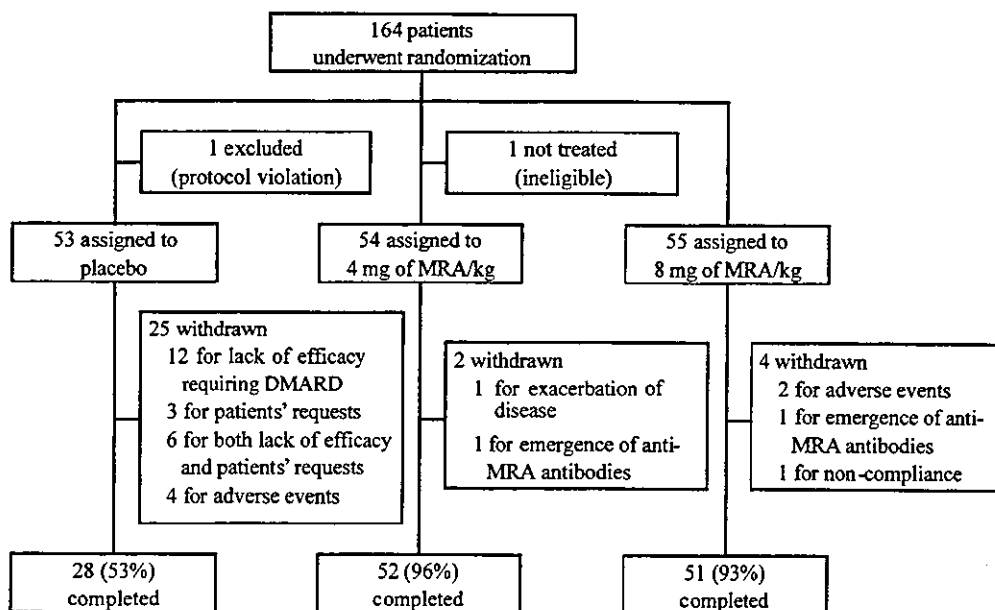 164 patients
underwent randomization
1 excluded
(protocol violation)
1 not treated
(ineligible)
53 assigned to
placebo
54 assigned to
4 mg of MRA/kg
55 assigned to
8 mg of MRA/kg
25 withdrawn
12 for lack of efficacy
requiring DMARD
3 for patients' requests
6 for both lack of efficacy
and patients' requests
4 for adverse events
2 withdrawn
1 for exacerbation of
disease
1 for emergence of anti-
MRA antibodies
4 withdrawn
2 for adverse events
1 for emergence of anti-
MRA antibodies
1 for non-compliance
28 (53%)
completed
52 (96%)
completed
51 (93%)
completed